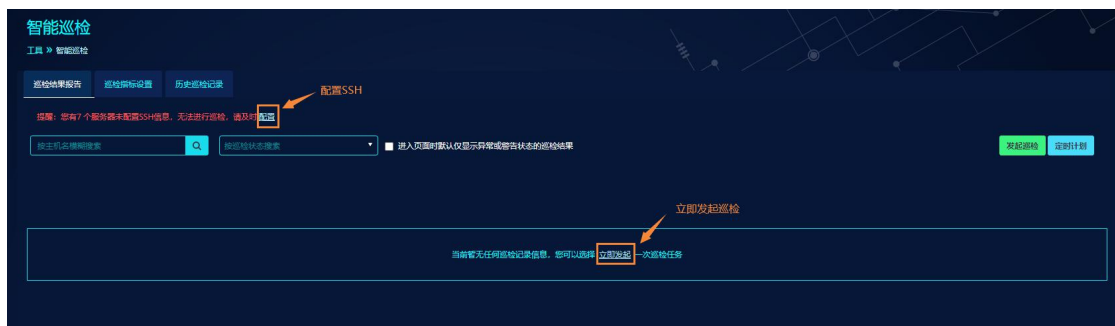 智能巡检
工具 » 智能巡检
巡检结果报告 巡检指标设置 历史巡检记录
配置SSH
提醒：您有7 个服务器未配置SSH信息，无法进行巡检，请及时 配置
按主机名模糊搜索 按巡检状态搜索 进入页面时默认仅显示异常或警告状态的巡检结果 发起巡检 定时计划
立即发起巡检
当前暂无任何巡检记录信息，您可以选择 立即发起 一次巡检任务